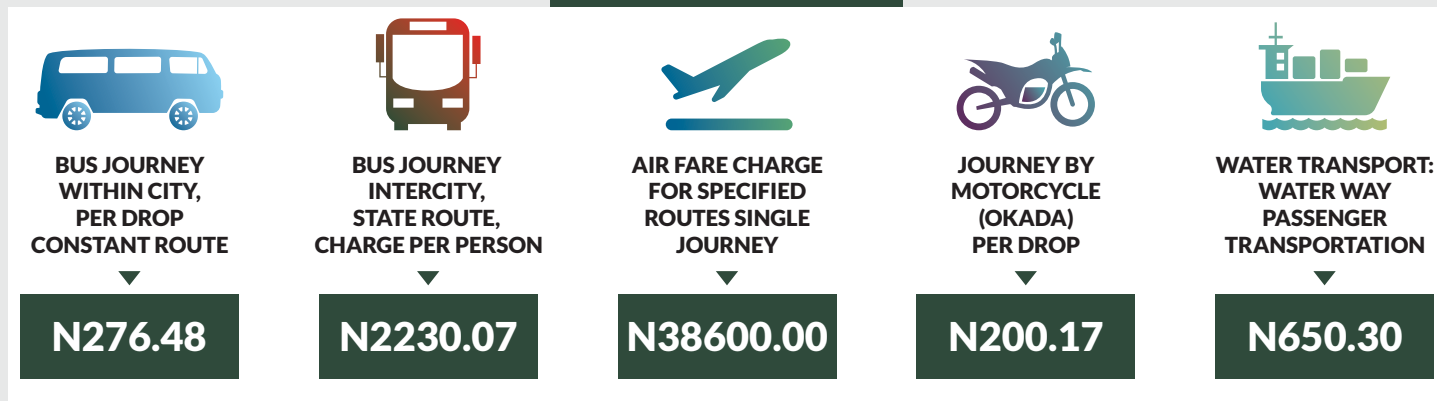 BUS JOURNEY
WITHIN CITY,
PER DROP
CONSTANT ROUTE
N276.48
BUS JOURNEY
INTERCITY,
STATE ROUTE,
CHARGE PER PERSON
N2230.07
AIR FARE CHARGE
FOR SPECIFIED
ROUTES SINGLE
JOURNEY
N38600.00
JOURNEY BY
MOTORCYCLE
(OKADA)
PER DROP
N200.17
WATER TRANSPORT:
WATER WAY
PASSENGER
TRANSPORTATION
N650.30